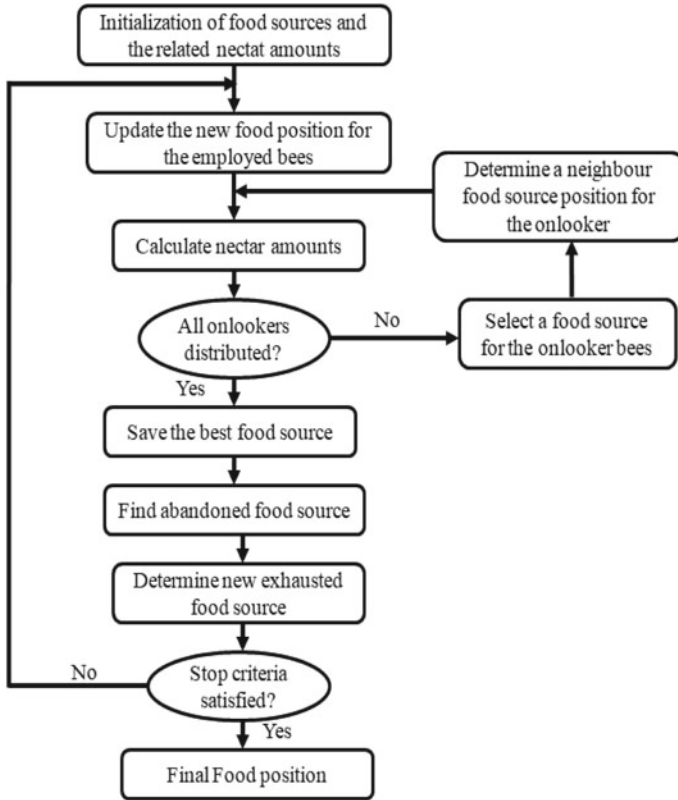 Initialization of food sources and
the related nectat amounts
Update the new food position for
the employed bees
Determine a neighbour
food source position for
the onlooker
Calculate nectar amounts
All onlookers
distributed?
No
Select a food source
for the onlooker bees
Yes
Save the best food source
Find abandoned food source
Determine new exhausted
food source
No
Stop criteria
satisfied?
Yes
Final Food position